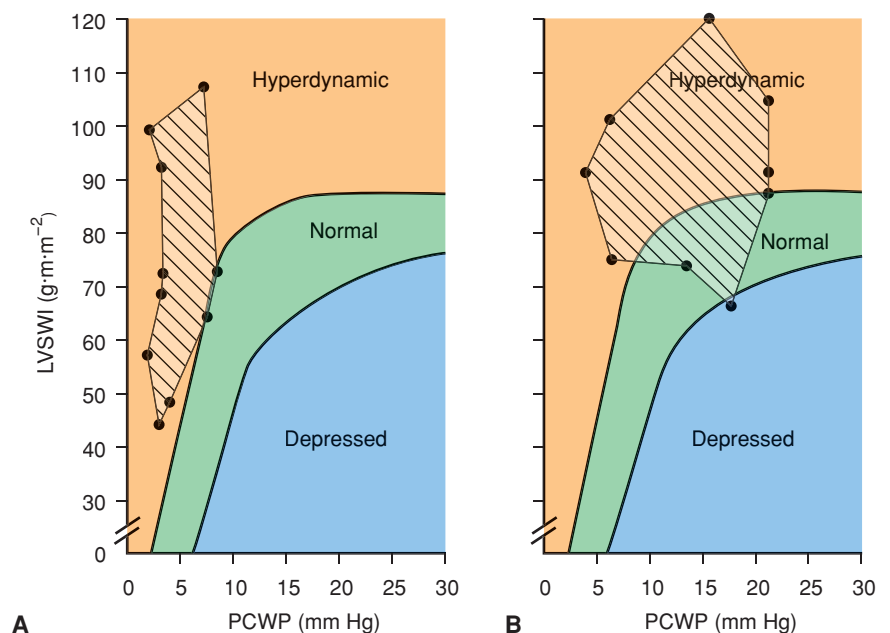 120
110
100
90
80
70
60
50
40
30
0
LVSWI (g·m·m⁻²)
Hyperdynamic
Normal
Depressed
0 5 10 15 20 25 30
A PCWP (mm Hg)
Hyperdynamic
Normal
Depressed
0 5 10 15 20 25 30
B PCWP (mm Hg)